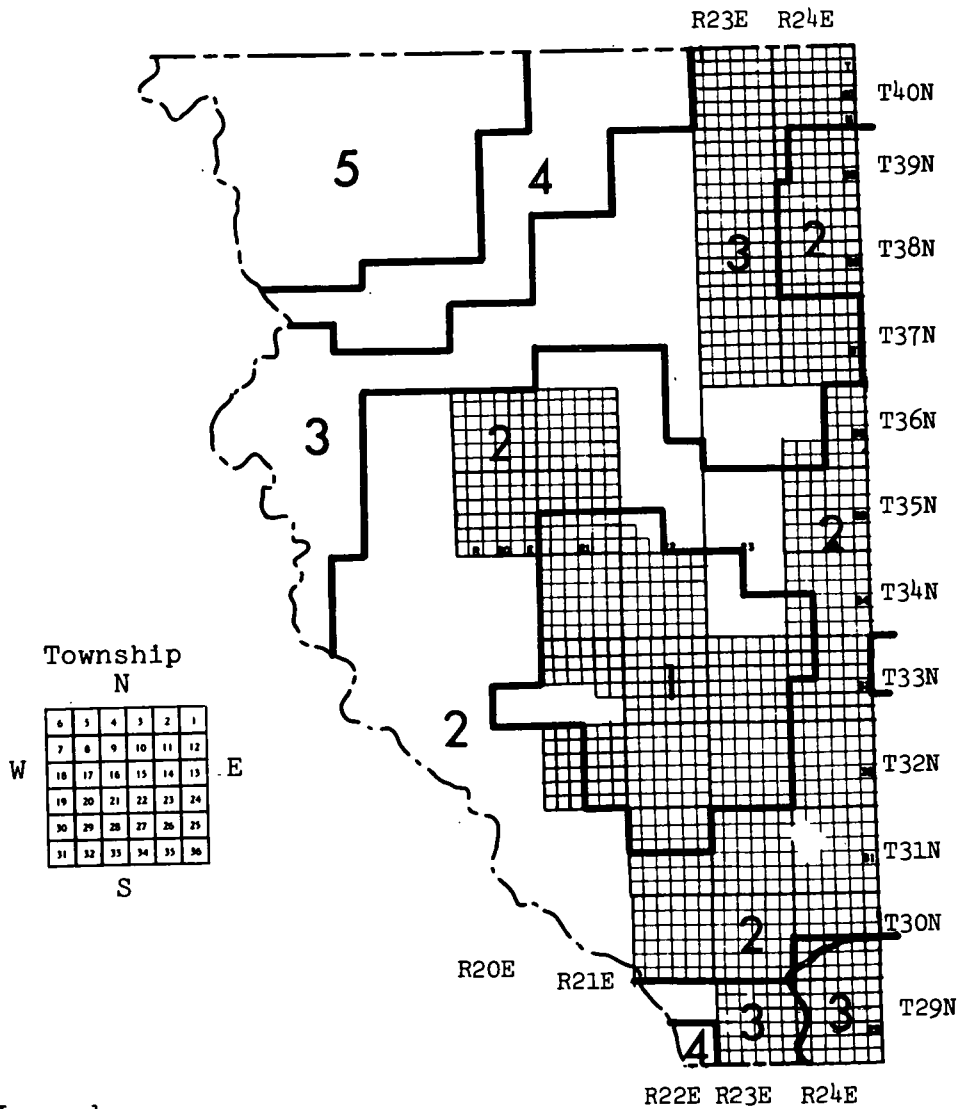 R23E R24E
T40N
5
4
T39N
3
2
T38N
T37N
3
2
T36N
2
T35N
T34N
1
T33N
2
T32N
T31N
2
T30N
R20E
R21E
3
3
T29N
4
R22E R23E R24E
Township
N
6 5 4 3 2 1
7 8 9 10 11 12
W
18 17 16 15 14 13
E
19 20 21 22 23 24
30 29 28 27 26 25
31 32 33 34 35 36
S